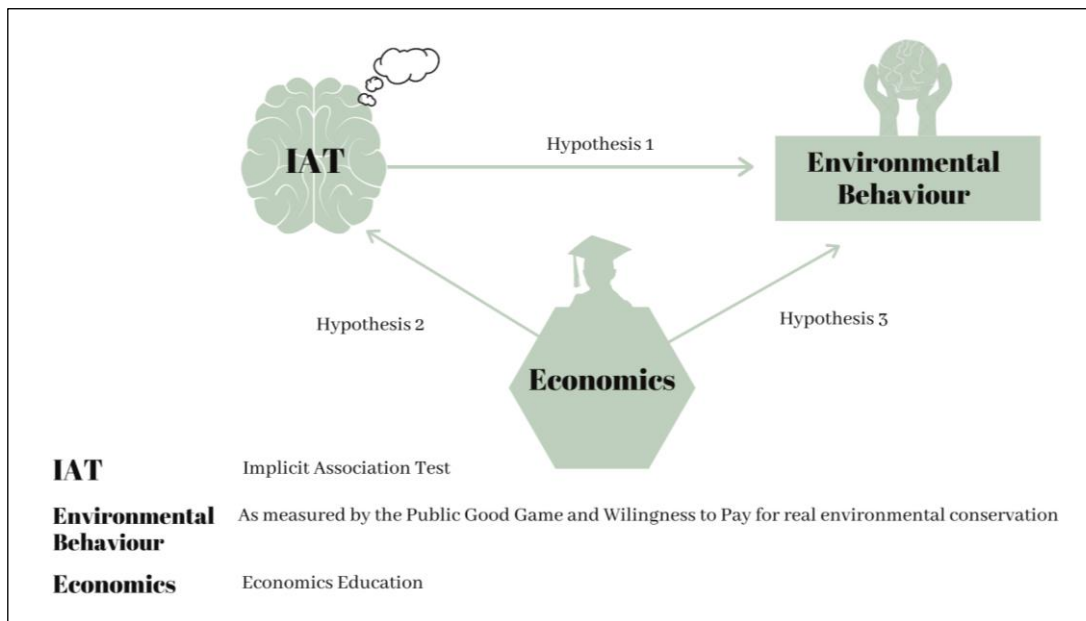 Hypothesis 1
IAT
Environmental
Behaviour
Hypothesis 2
Hypothesis 3
Economics
IAT Implicit Association Test
Environmental As measured by the Public Good Game and Wilingness to Pay for real environmental conservation
Behaviour
Economics Economics Education